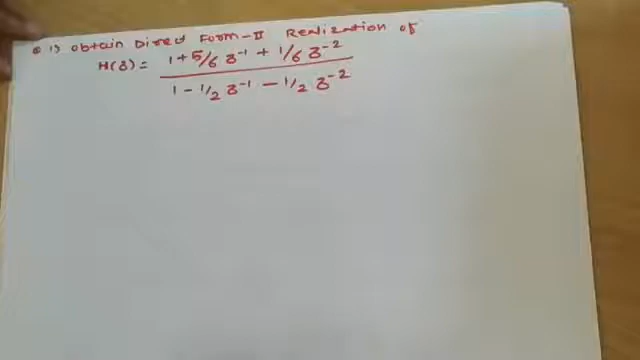 Q 1) Obtain Direct Form-II Realization of
H(z) = 1 + 5/6 z⁻¹ + 1/6 z⁻²
1 - 1/2 z⁻¹ - 1/2 z⁻²